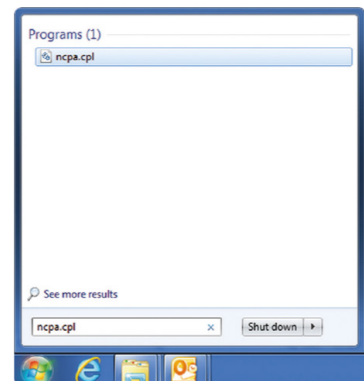 Programs (1)
ncpa.cpl
See more results
ncpa.cpl
Shut down